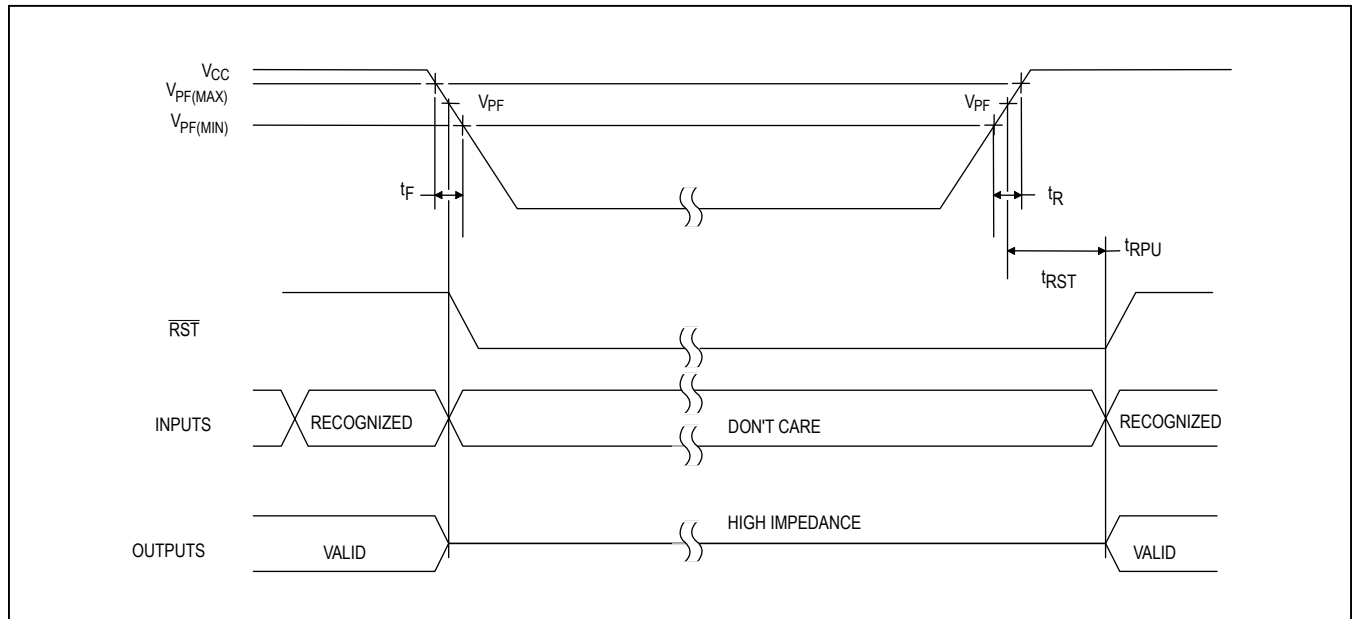 VCC
VPF(MAX)
VPF VPF
VPF(MIN)
tF tR
tRPU
tRST
RST
INPUTS RECOGNIZED DON'T CARE RECOGNIZED
HIGH IMPEDANCE
OUTPUTS VALID VALID